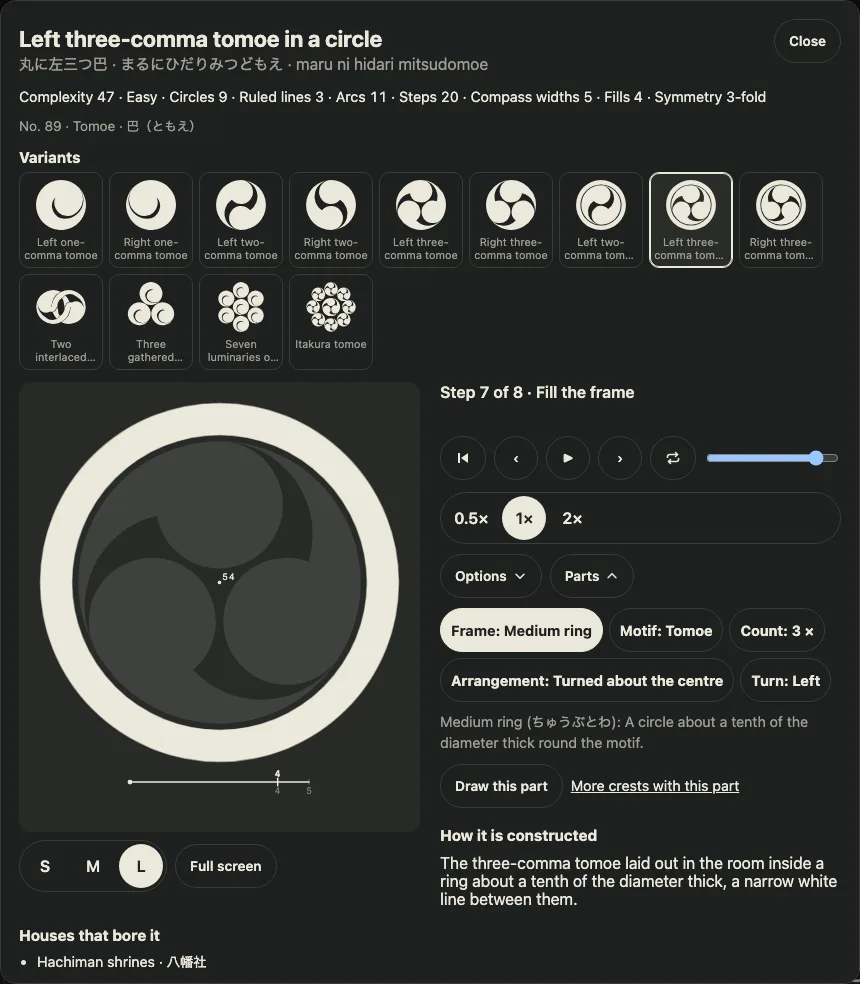 Left three-comma tomoe in a circle
Close
丸に左三つ巴 · まるにひだりみつどもえ · maru ni hidari mitsudomoe
Complexity 47 · Easy · Circles 9 · Ruled lines 3 · Arcs 11 · Steps 20 · Compass widths 5 · Fills 4 · Symmetry 3-fold
No. 89 · Tomoe · 巴（ともえ）
Variants
Left one-
comma tomoe
Right one-
comma tomoe
Left two-
comma tomoe
Right two-
comma tomoe
Left three-
comma tomoe
Right three-
comma tomoe
Left two-
comma tom...
Left three-
comma tom...
Right three-
comma tom...
Two
interlaced...
Three
gathered...
Seven
luminaries o...
Itakura tomoe
54
4
4
5
S
M
L
Full screen
Step 7 of 8 · Fill the frame
0.5×
1×
2×
Options
Parts
Frame: Medium ring
Motif: Tomoe
Count: 3 ×
Arrangement: Turned about the centre
Turn: Left
Medium ring (ちゅうぶとわ): A circle about a tenth of the
diameter thick round the motif.
Draw this part
More crests with this part
How it is constructed
The three-comma tomoe laid out in the room inside a
ring about a tenth of the diameter thick, a narrow white
line between them.
Houses that bore it
• Hachiman shrines · 八幡社